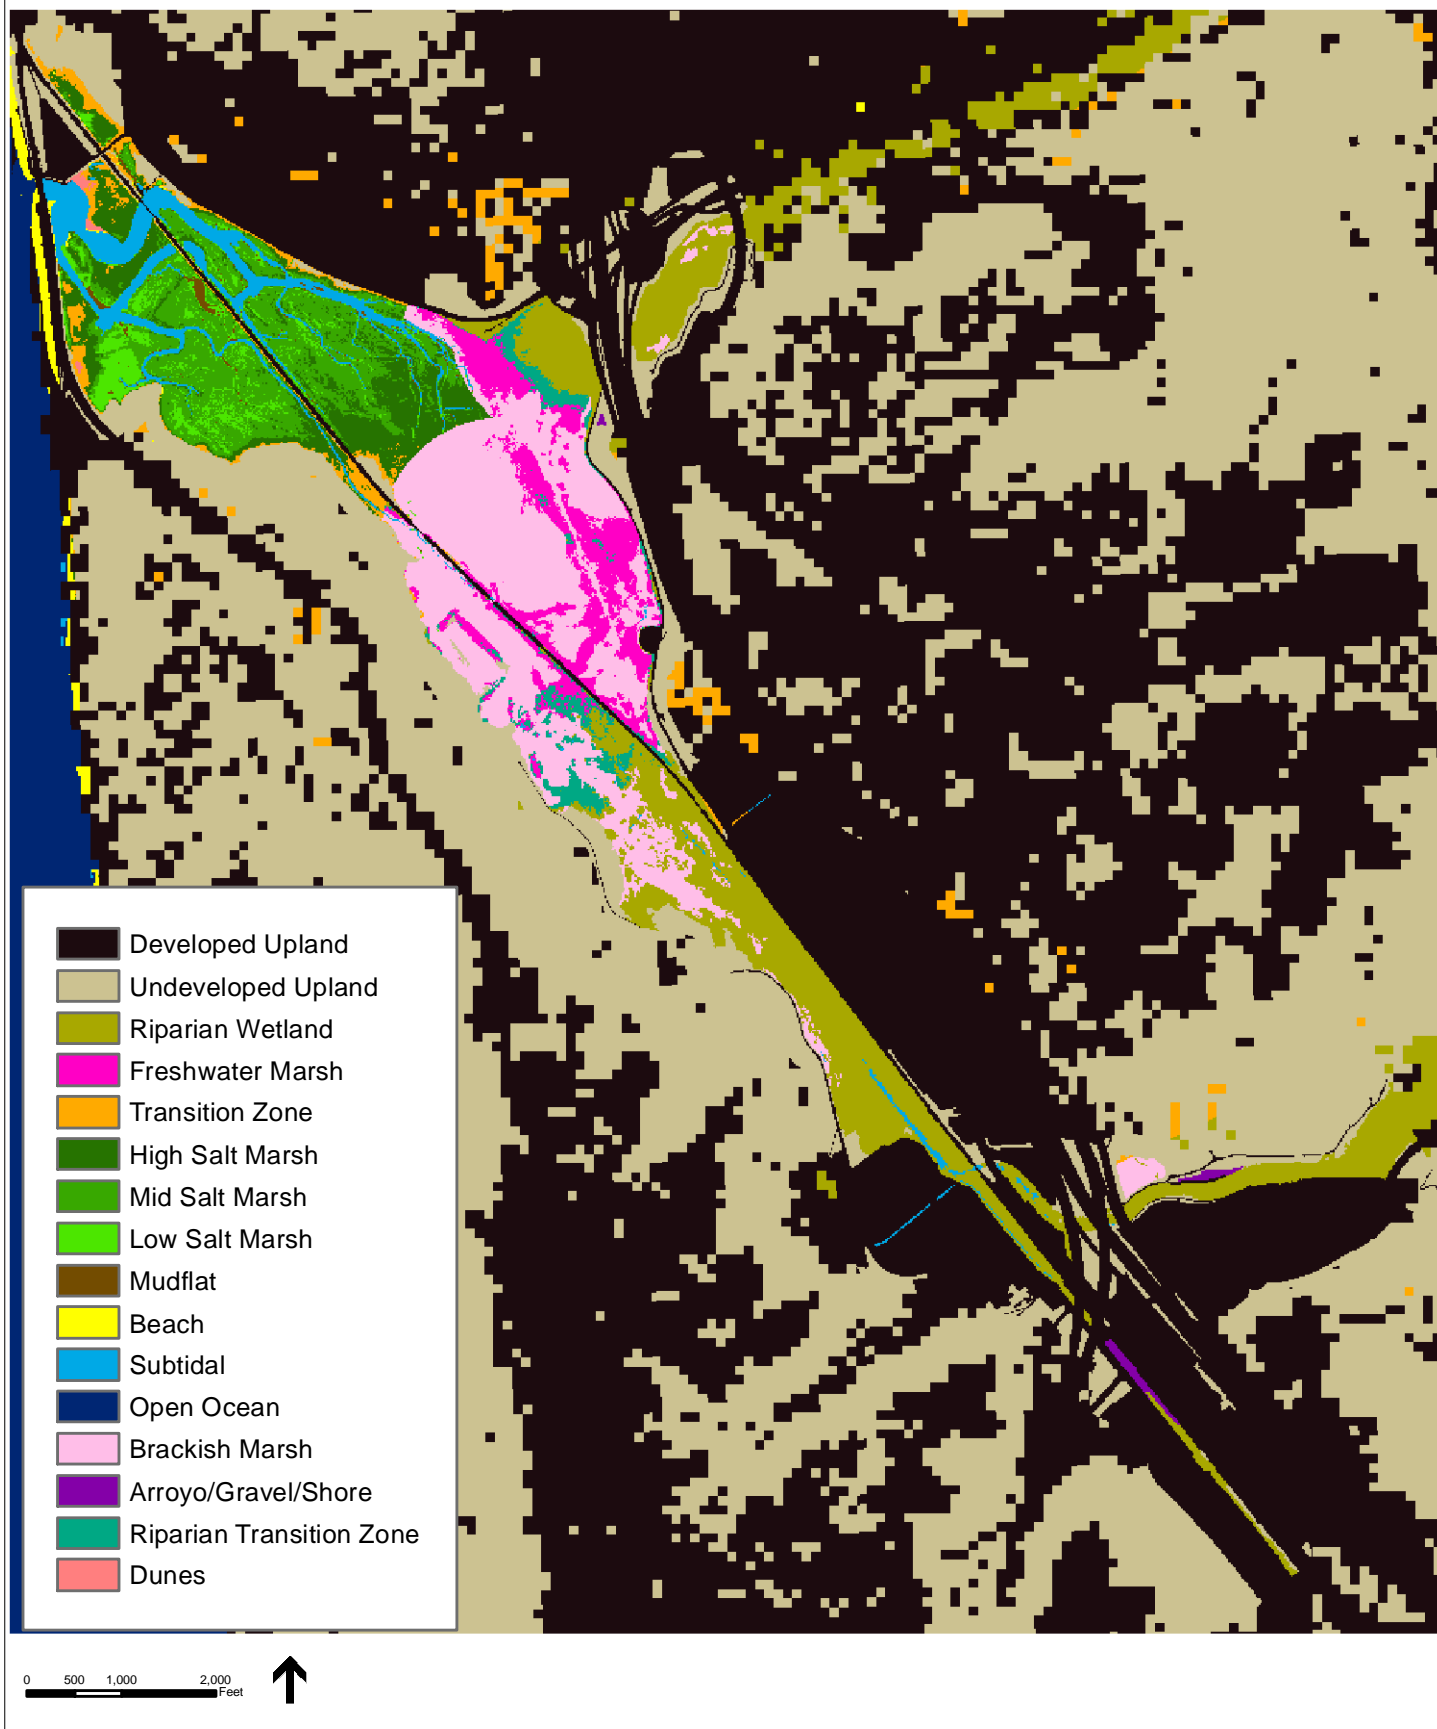 Developed Upland
Undeveloped Upland
Riparian Wetland
Freshwater Marsh
Transition Zone
High Salt Marsh
Mid Salt Marsh
Low Salt Marsh
Mudflat
Beach
Subtidal
Open Ocean
Brackish Marsh
Arroyo/Gravel/Shore
Riparian Transition Zone
Dunes
0 500 1,000 2,000
Feet